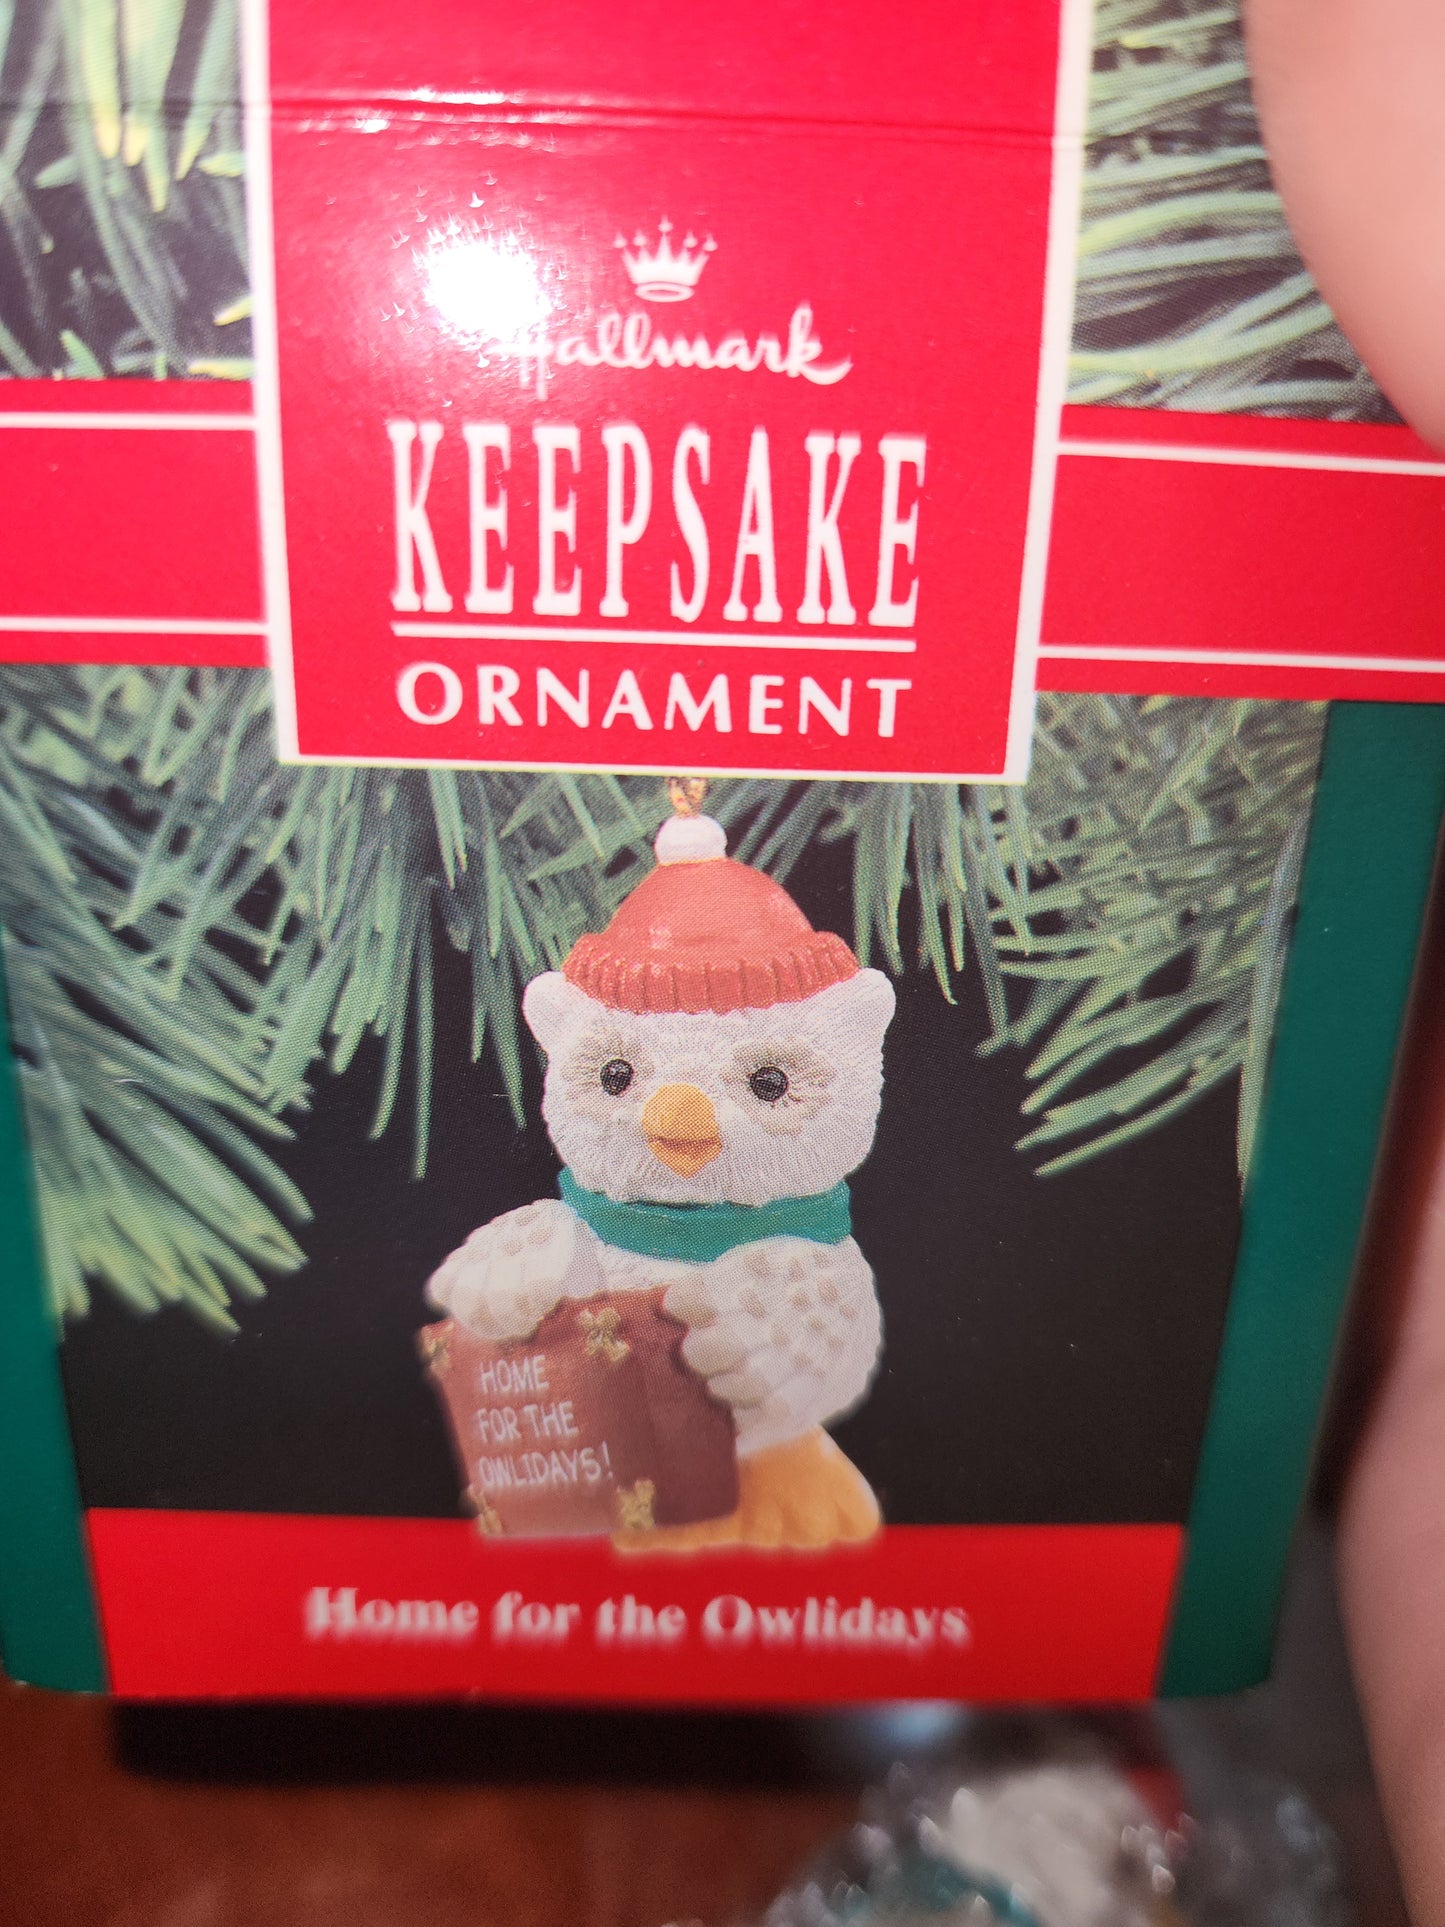 Hallmark
KEEPSAKE
ORNAMENT
HOME
FOR THE
OWLIDAYS!
Home for the Owlidays